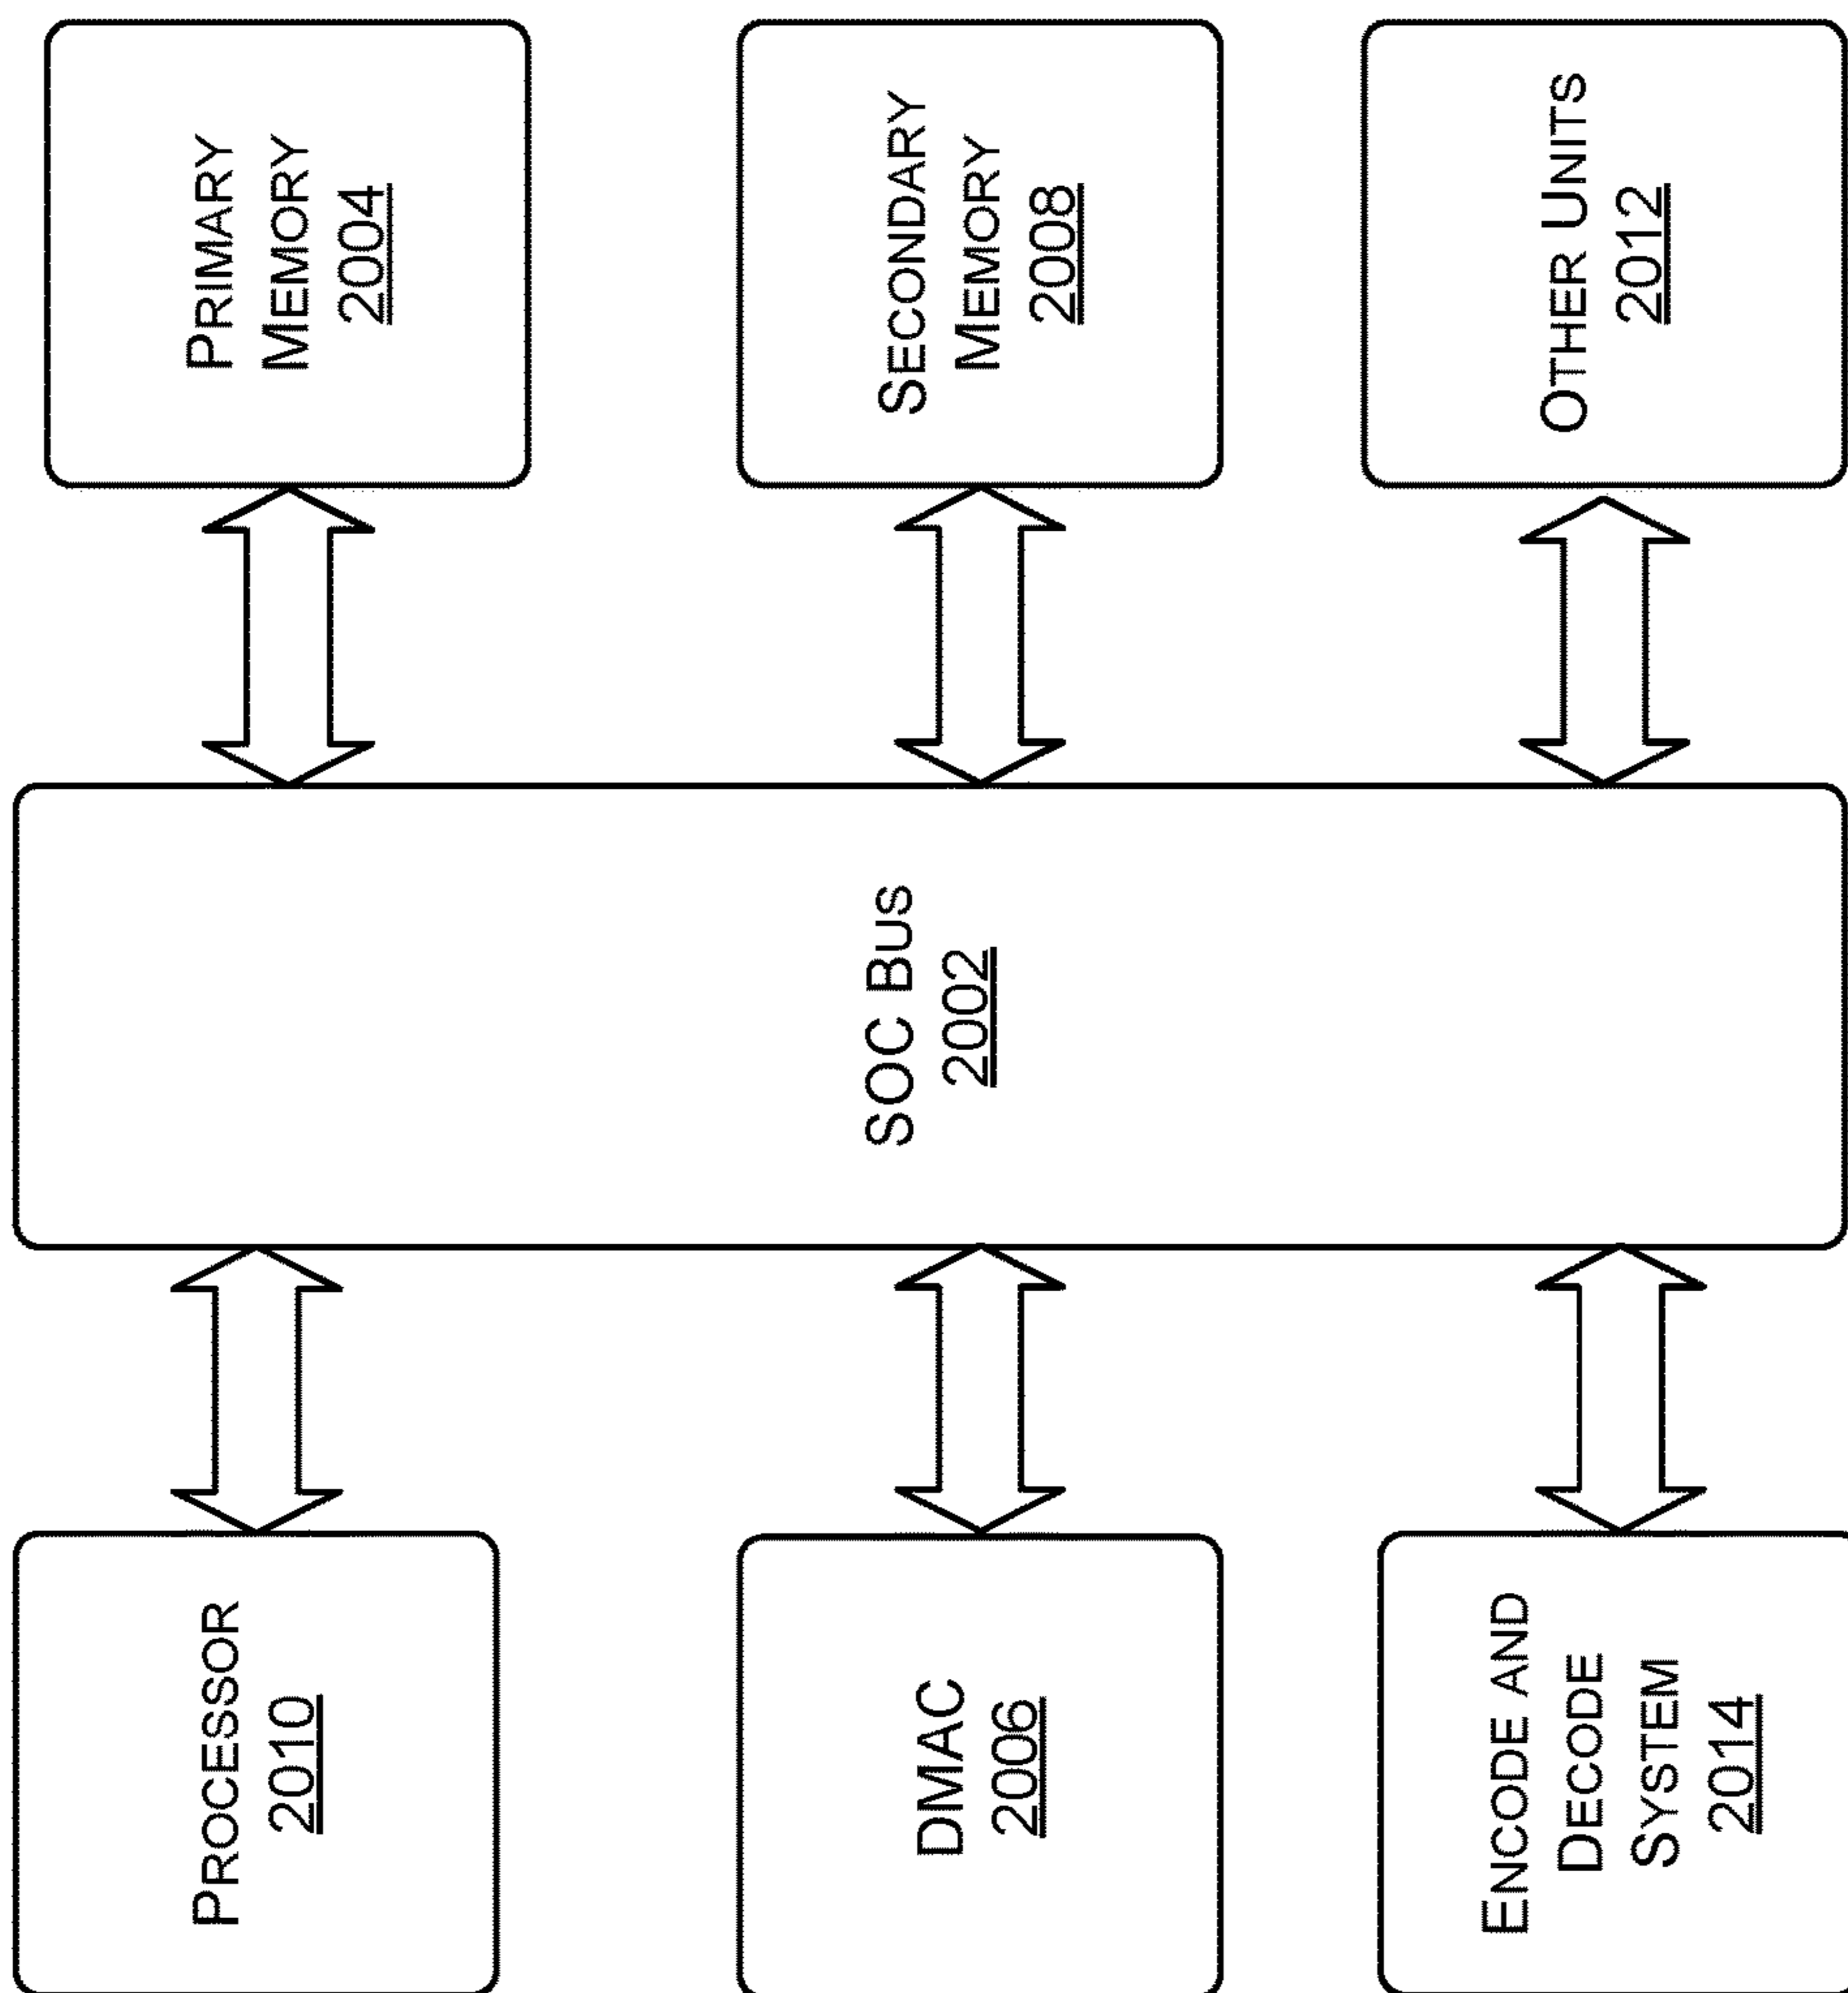 PROCESSOR
2010
DMAC
2006
ENCODE AND
DECODE
SYSTEM
2014
SOC BUS
2002
PRIMARY
MEMORY
2004
SECONDARY
MEMORY
2008
OTHER UNITS
2012